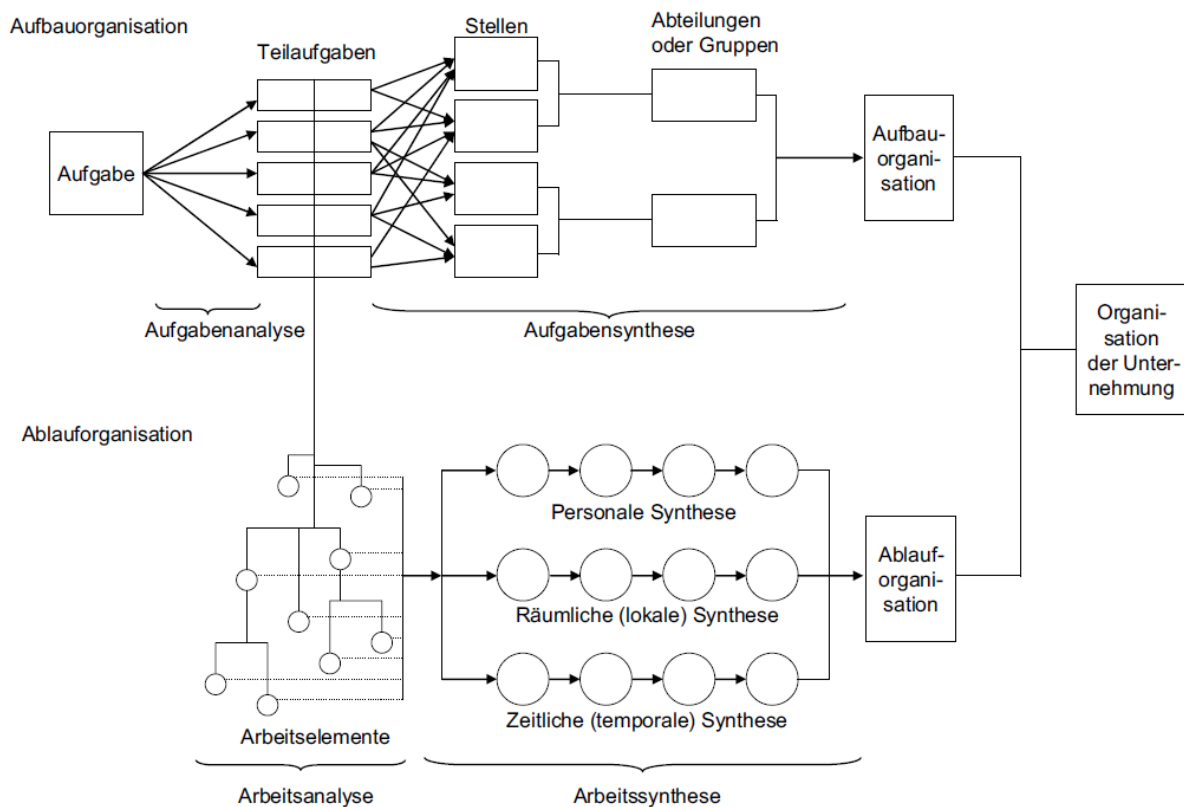 Aufbauorganisation
Teilaufgaben
Stellen
Abteilungen
oder Gruppen
Aufgabe
Aufbau-
organi-
sation
Aufgabenanalyse
Aufgabensynthese
Organi-
sation
der Unter-
nehmung
Ablauforganisation
Personale Synthese
Räumliche (lokale) Synthese
Zeitliche (temporale) Synthese
Ablauf-
organi-
sation
Arbeitselemente
Arbeitsanalyse
Arbeitssynthese